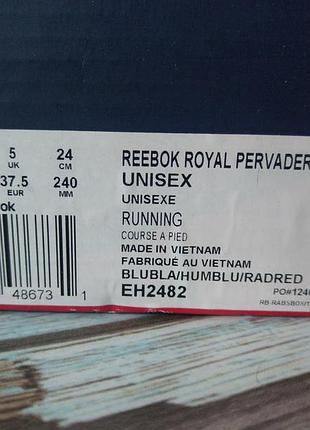 5 24 REEBOK ROYAL PERVADER
UK CM UNISEX
37.5 240 UNISEXE
EUR MM RUNNING
ok COURSE A PIED
MADE IN VIETNAM
FABRIQUÉ AU VIETNAM
BLUBLA/HUMBLU/RADRED
48673 1 EH2482